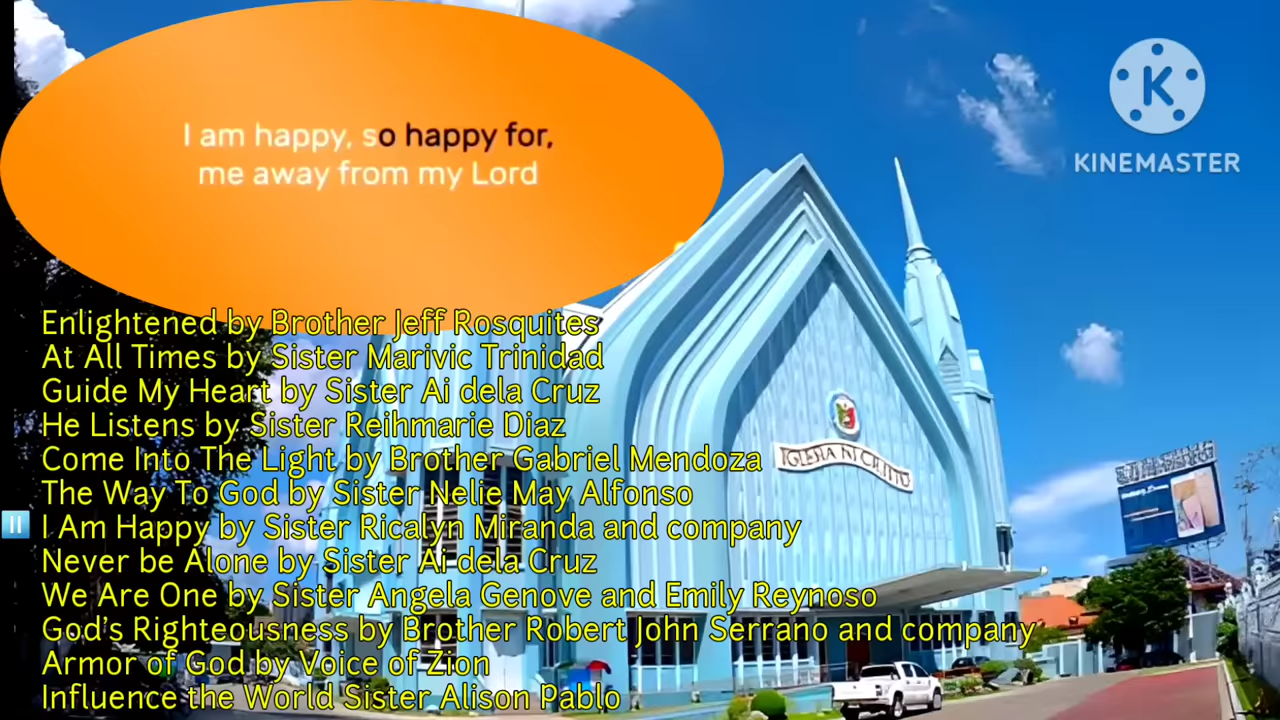 I am happy, so happy for,
me away from my Lord
K
KINEMASTER
Enlightened by Brother Jeff Rosquites
At All Times by Sister Marivic Trinidad
Guide My Heart by Sister Ai dela Cruz
He Listens by Sister Reihmarie Diaz
Come Into The Light by Brother Gabriel Mendoza
The Way To God by Sister Nelie May Alfonso
I Am Happy by Sister Ricalyn Miranda and company
Never be Alone by Sister Ai dela Cruz
We Are One by Sister Angela Genove and Emily Reynoso
God's Righteousness by Brother Robert John Serrano and company
Armor of God by Voice of Zion
Influence the World Sister Alison Pablo
IGLESIA NI CRISTO